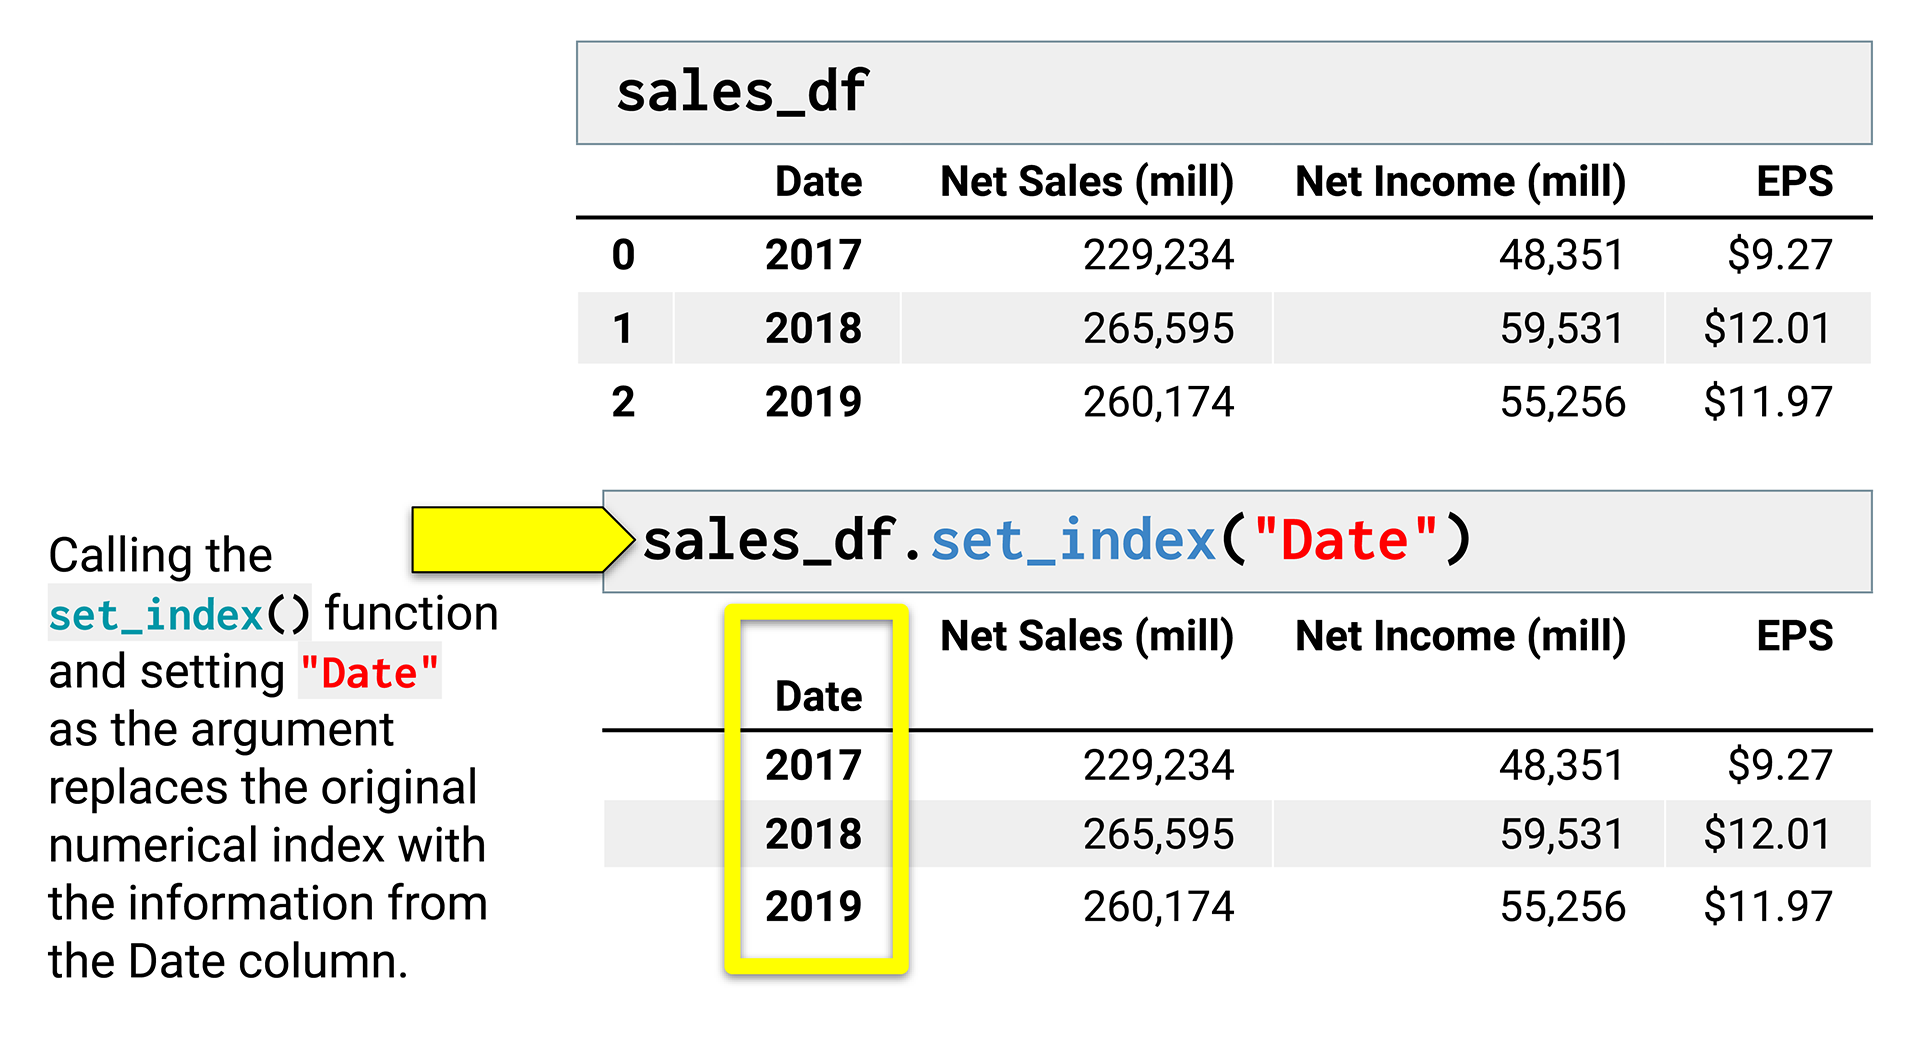 sales_df
Date Net Sales (mill) Net Income (mill) EPS
0 2017 229,234 48,351 $9.27
1 2018 265,595 59,531 $12.01
2 2019 260,174 55,256 $11.97
Calling the
set_index() function
and setting "Date"
as the argument
replaces the original
numerical index with
the information from
the Date column.
sales_df.set_index("Date")
Net Sales (mill) Net Income (mill) EPS
Date
2017 229,234 48,351 $9.27
2018 265,595 59,531 $12.01
2019 260,174 55,256 $11.97